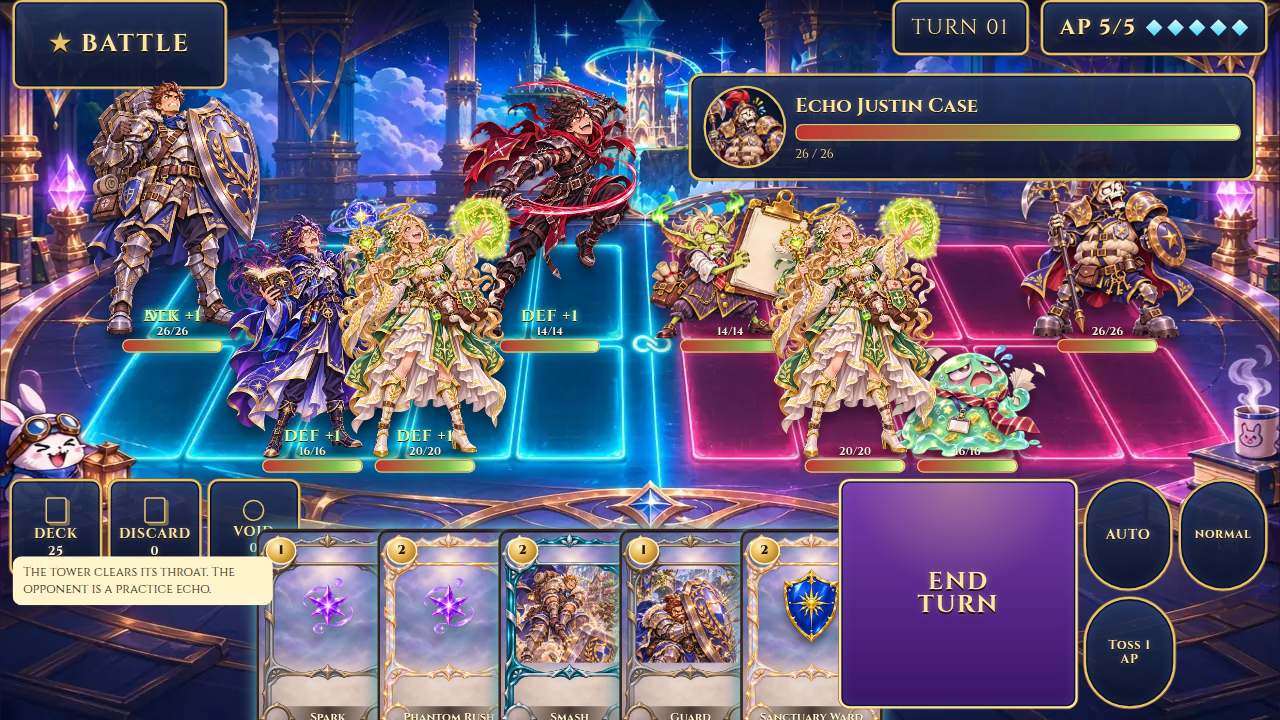 BATTLE
TURN 01
AP 5/5
Echo Justin Case
26 / 26
DEF +1
14/14
14/14
26/26
26/26
DEF +1
16/16
DEF +1
20/20
20/20
16/16
DECK
25
DISCARD
0
VOID
0
THE TOWER CLEARS ITS THROAT. THE
OPPONENT IS A PRACTICE ECHO.
1
2
2
1
2
SPARK
PHANTOM RUSH
SMASH
GUARD
SANCTUARY WARD
END
TURN
AUTO
NORMAL
Toss 1
AP